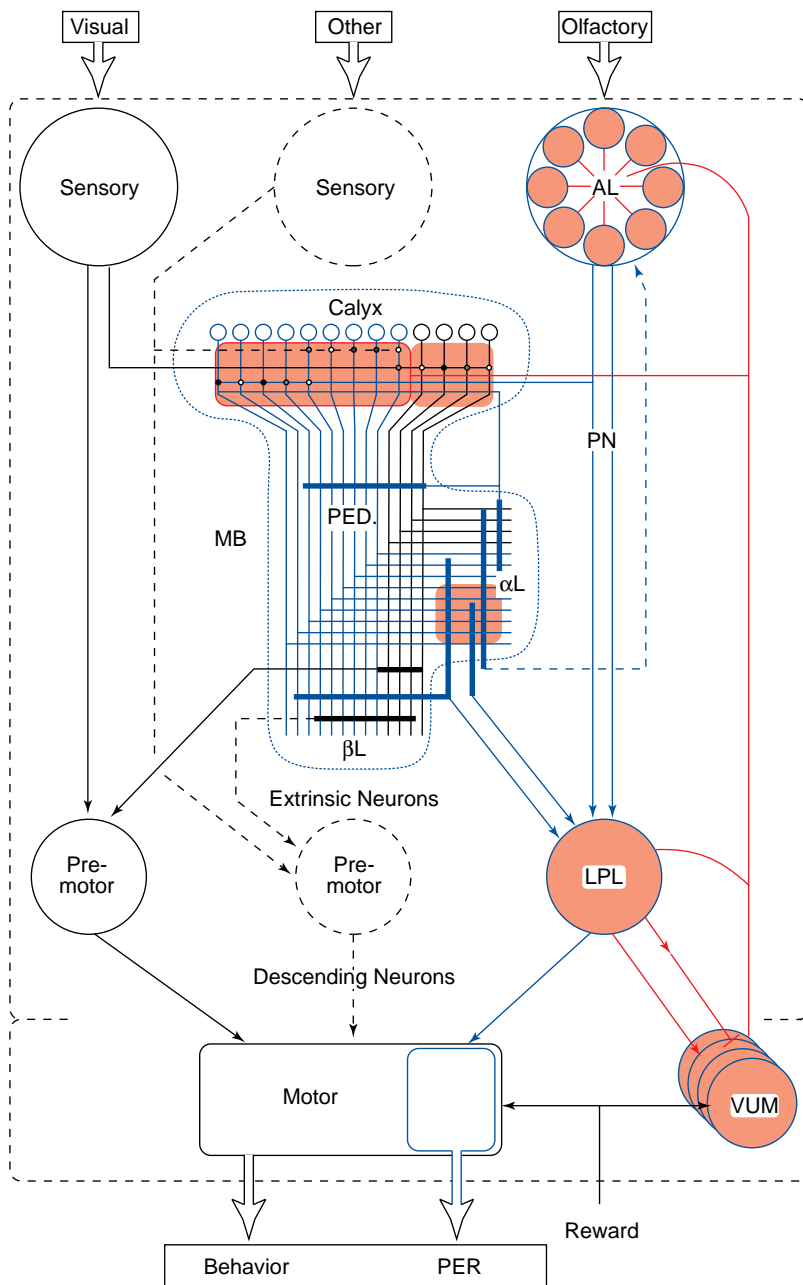 Visual
Other
Olfactory
Sensory
Sensory
AL
Calyx
PN
MB
PED.
αL
βL
Extrinsic Neurons
Pre-
motor
Pre-
motor
LPL
Descending Neurons
Motor
VUM
Reward
Behavior
PER